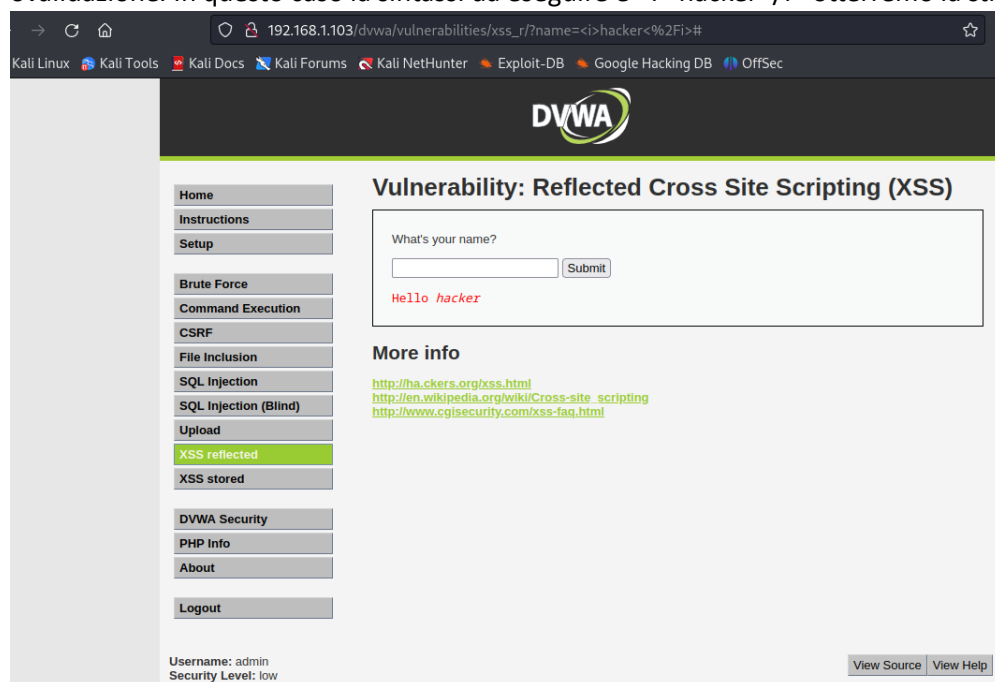 192.168.1.103/dvwa/vulnerabilities/xss_r/?name=<i>hacker<%2Fi>#
Kali Linux Kali Tools Kali Docs Kali Forums Kali NetHunter Exploit-DB Google Hacking DB OffSec
DVWA
Home
Instructions
Setup
Brute Force
Command Execution
CSRF
File Inclusion
SQL Injection
SQL Injection (Blind)
Upload
XSS reflected
XSS stored
DVWA Security
PHP Info
About
Logout
Vulnerability: Reflected Cross Site Scripting (XSS)
What's your name?
Submit
Hello hacker
More info
http://ha.ckers.org/xss.html
http://en.wikipedia.org/wiki/Cross-site_scripting
http://www.cgisecurity.com/xss-faq.html
Username: admin
Security Level: low
View Source View Help